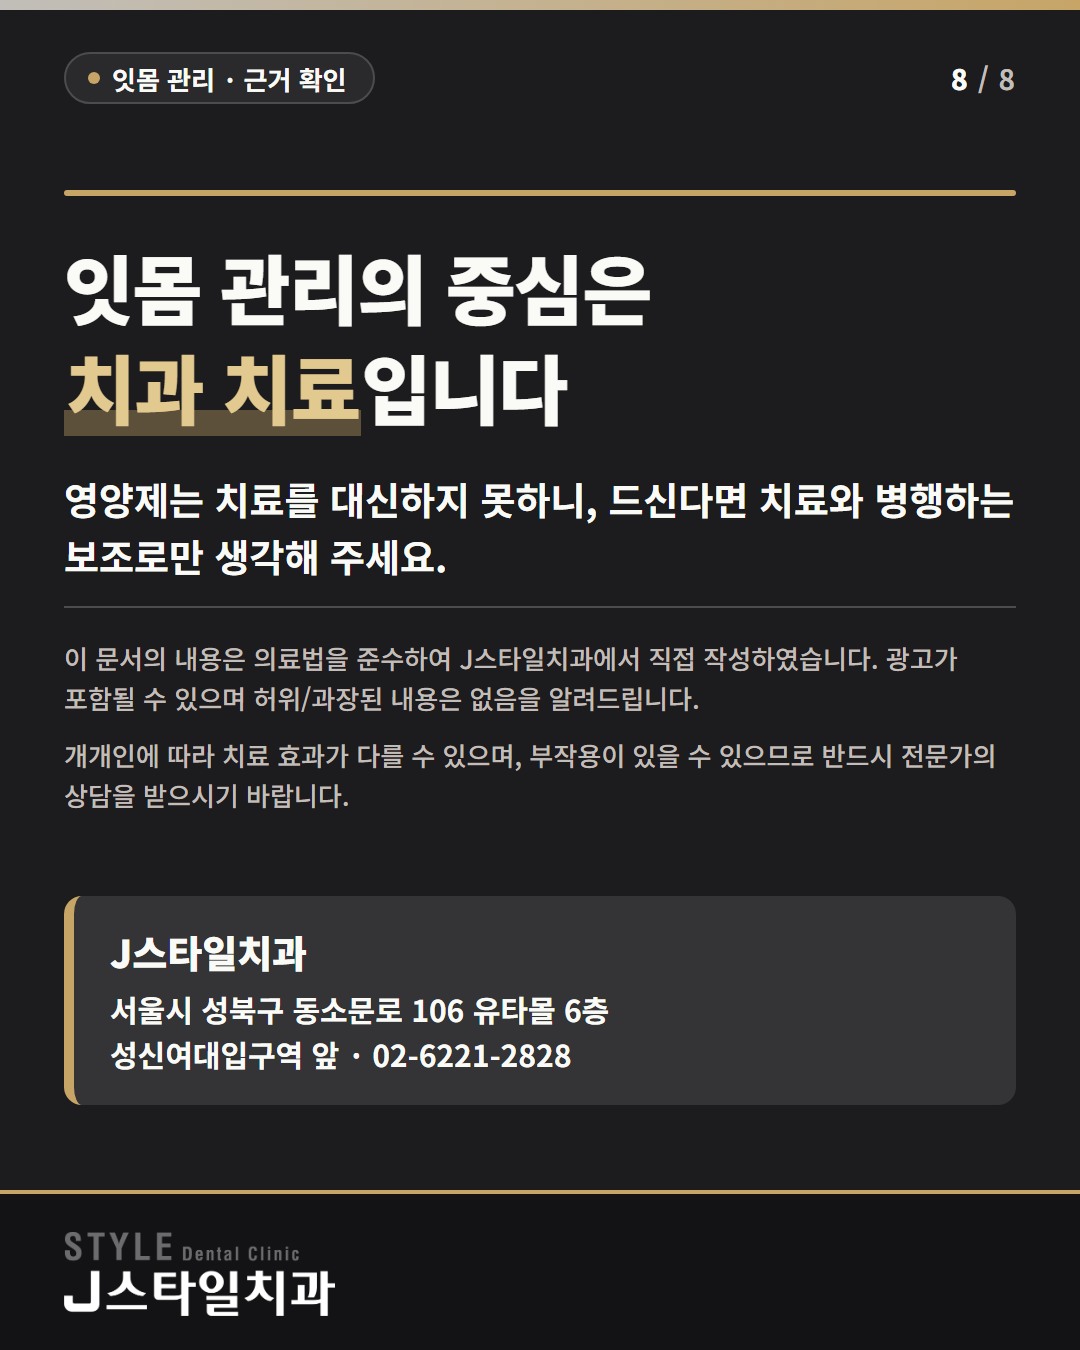 잇몸 관리 · 근거 확인
8 / 8
잇몸 관리의 중심은
치과 치료입니다
영양제는 치료를 대신하지 못하니, 드신다면 치료와 병행하는
보조로만 생각해 주세요.
이 문서의 내용은 의료법을 준수하여 J스타일치과에서 직접 작성하였습니다. 광고가
포함될 수 있으며 허위/과장된 내용은 없음을 알려드립니다.
개개인에 따라 치료 효과가 다를 수 있으며, 부작용이 있을 수 있으므로 반드시 전문가의
상담을 받으시기 바랍니다.
J스타일치과
서울시 성북구 동소문로 106 유타몰 6층
성신여대입구역 앞 · 02-6221-2828
STYLE Dental Clinic
J스타일치과